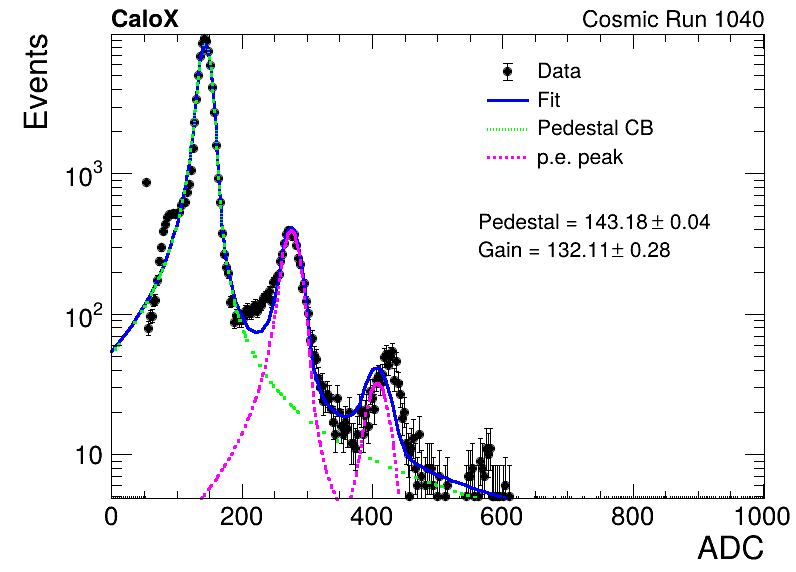 CaloX
Cosmic Run 1040
Events
Data
Fit
Pedestal CB
p.e. peak
Pedestal = 143.18± 0.04
Gain = 132.11± 0.28
10³
10²
10
0 200 400 600 800 1000
ADC